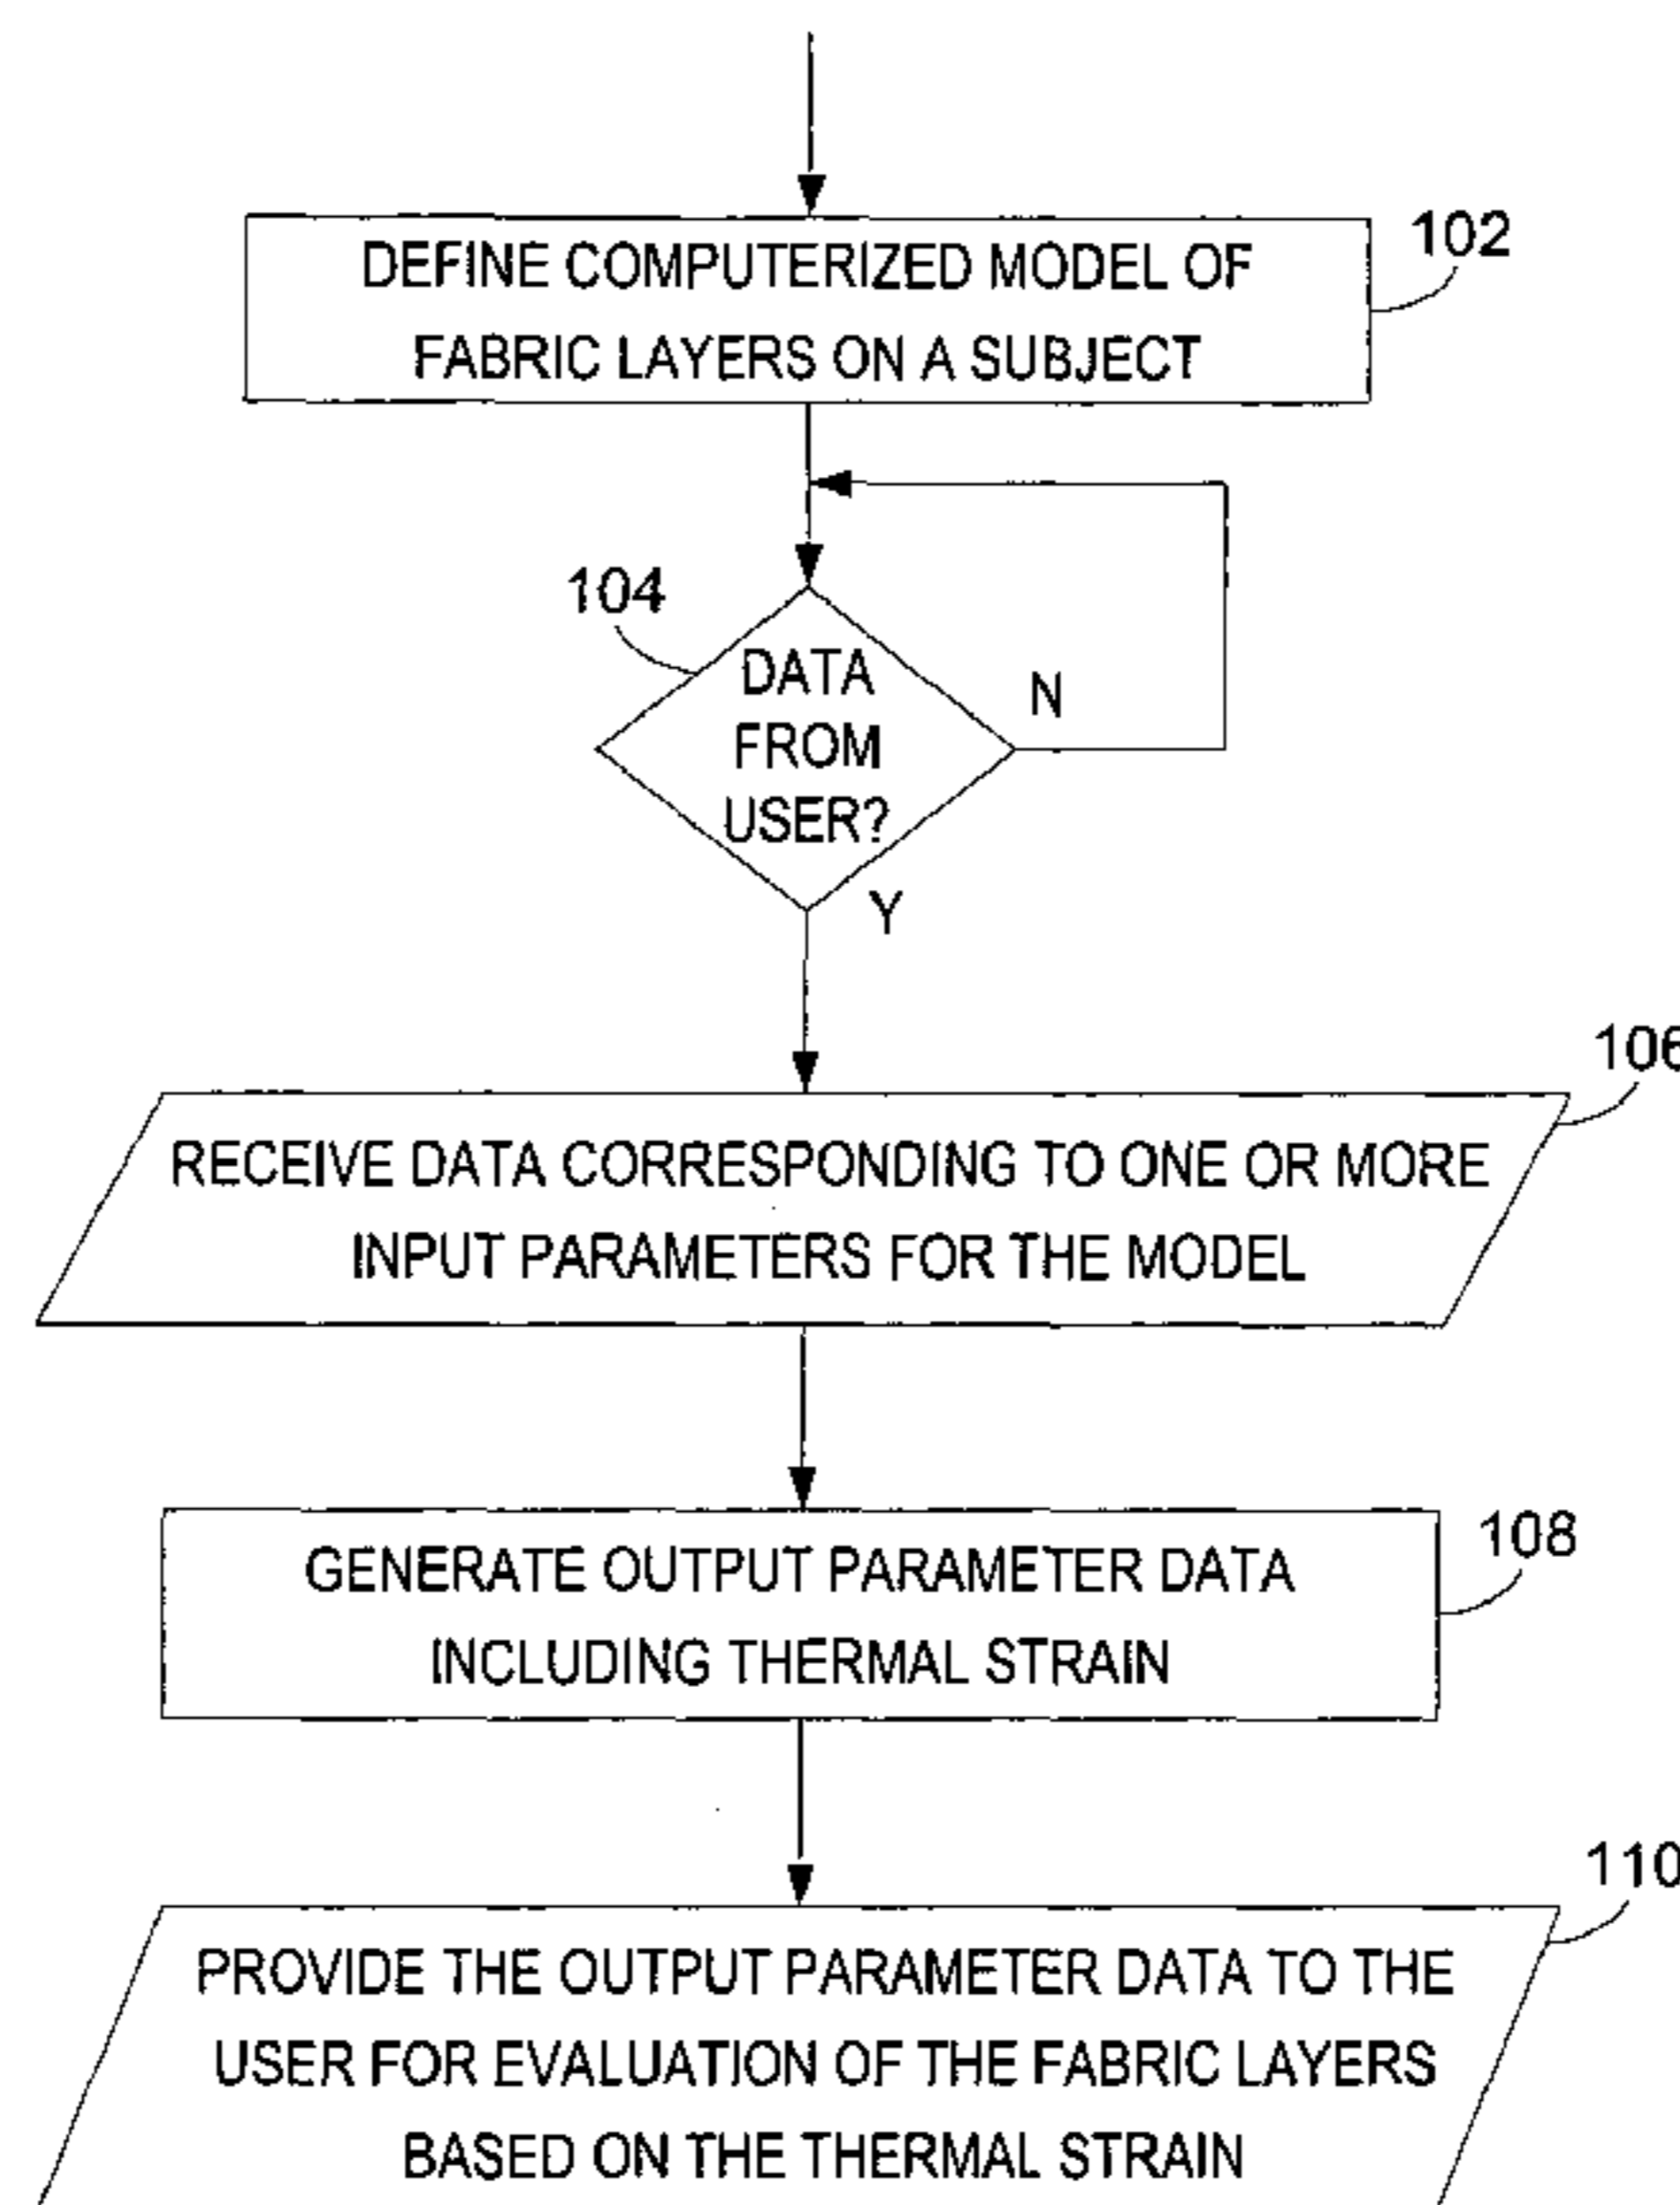 DEFINE COMPUTERIZED MODEL OF
FABRIC LAYERS ON A SUBJECT
102
104
DATA
FROM
USER?
N
Y
106
RECEIVE DATA CORRESPONDING TO ONE OR MORE
INPUT PARAMETERS FOR THE MODEL
GENERATE OUTPUT PARAMETER DATA
INCLUDING THERMAL STRAIN
108
110
PROVIDE THE OUTPUT PARAMETER DATA TO THE
USER FOR EVALUATION OF THE FABRIC LAYERS
BASED ON THE THERMAL STRAIN